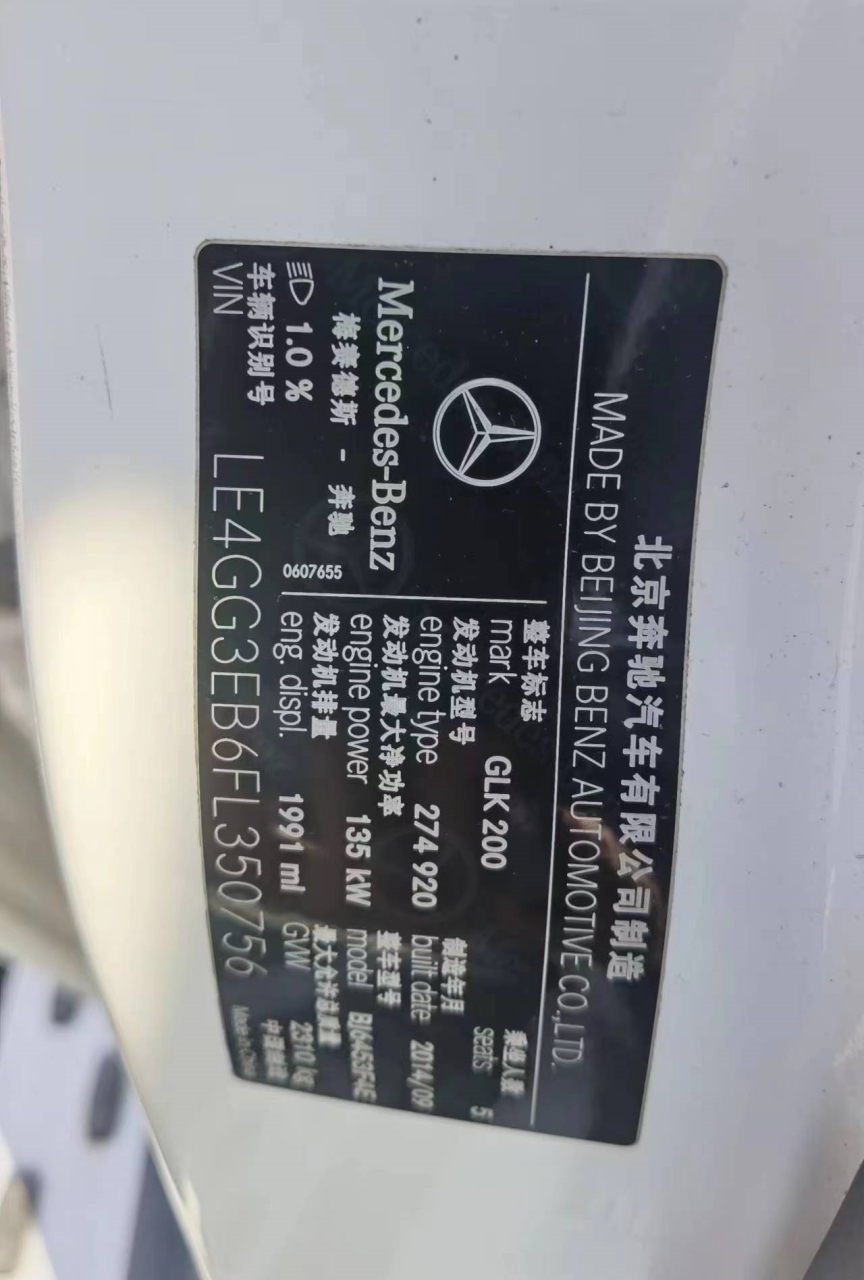 北京奔驰汽车有限公司制造
MADE BY BEIJING BENZ AUTOMOTIVE CO.,LTD.
Mercedes-Benz
梅赛德斯 - 奔驰
0607655
1.0 %
整车标志
mark GLK 200
乘坐人数
seats 5
发动机型号
engine type 274 920
制造年月
built date 2014/09
发动机最大净功率
engine power 135 kW
整车型号
model BJ6453F4E
发动机排量
eng. displ. 1991 ml
最大允许总质量
GVW 2310 kg
车辆识别号
VIN LE4GG3EB6FL350756
中国制造
Made in China